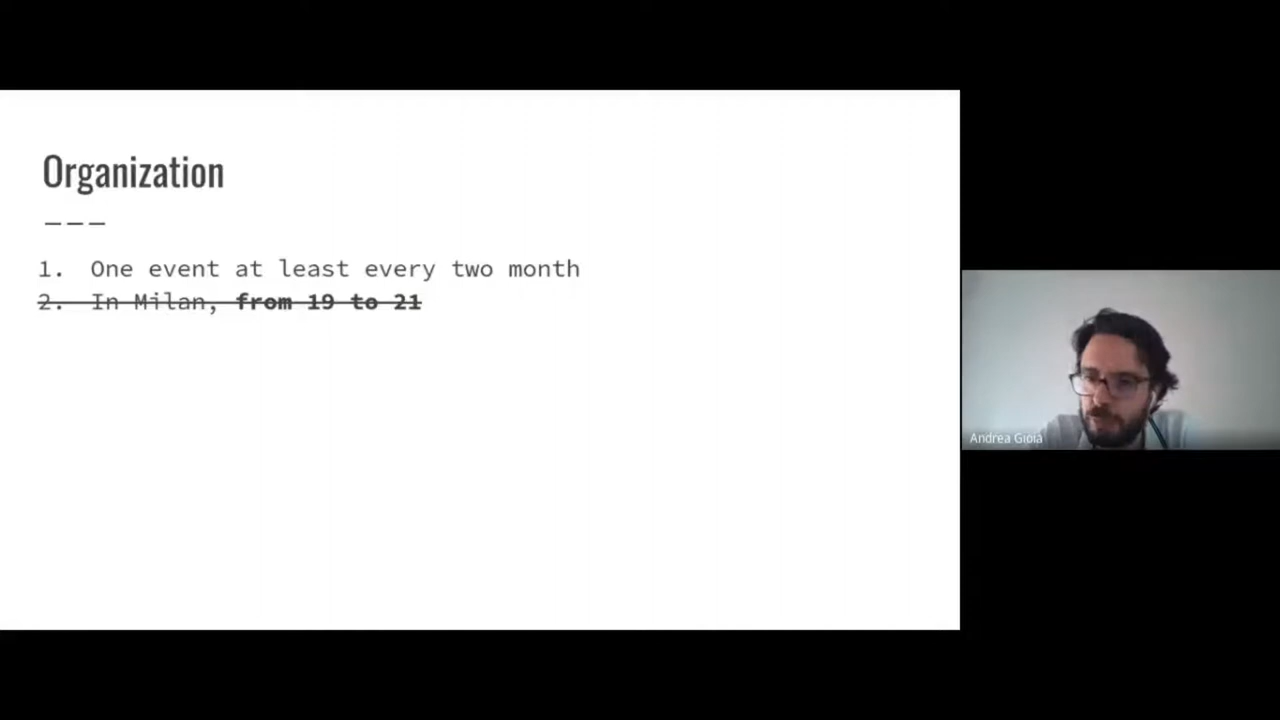 Organization
1. One event at least every two month
2. In Milan, from 19 to 21
Andrea Gioia